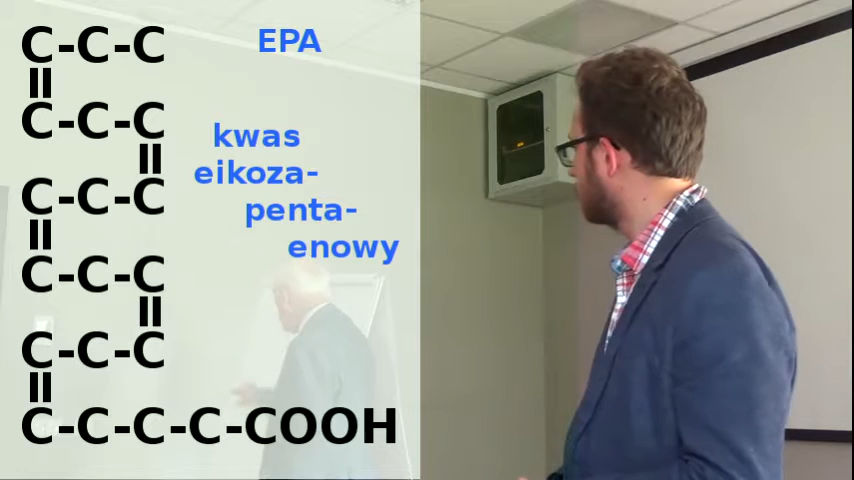 C-C-C
EPA
C-C-C
kwas
eikoza-
C-C-C
penta-
enowy
C-C-C
C-C-C
C-C-C-C-COOH